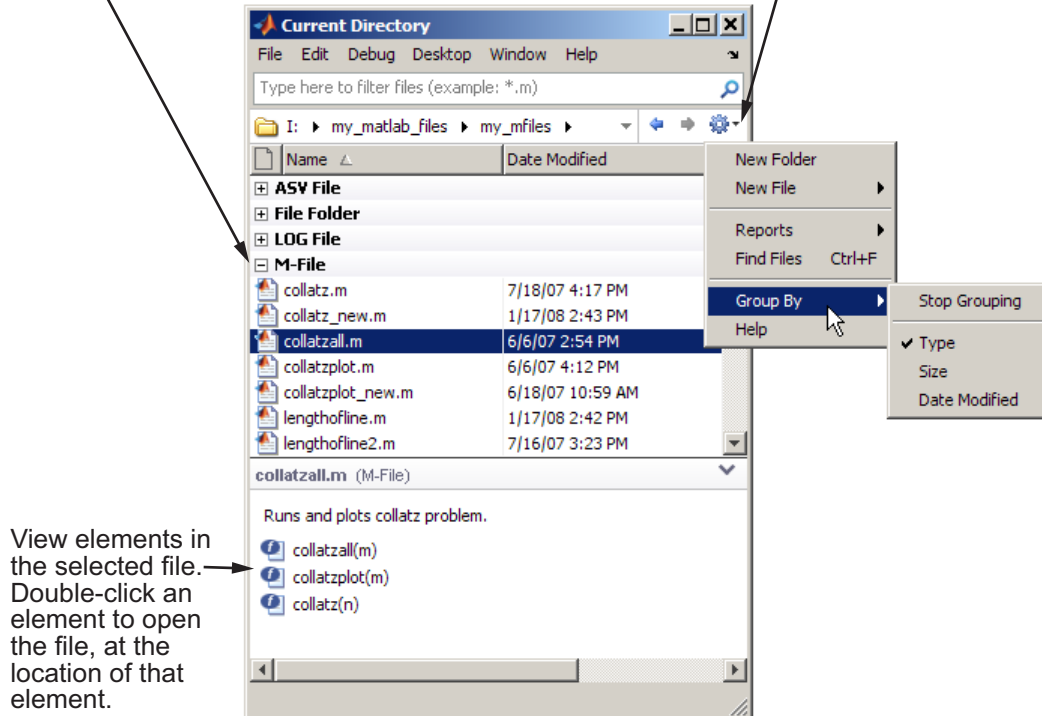 Current Directory
File Edit Debug Desktop Window Help
Type here to filter files (example: *.m)
I: my_matlab_files my_mfiles
Name Date Modified
ASV File
File Folder
LOG File
M-File
collatz.m 7/18/07 4:17 PM
collatz_new.m 1/17/08 2:43 PM
collatzall.m 6/6/07 2:54 PM
collatzplot.m 6/6/07 4:12 PM
collatzplot_new.m 6/18/07 10:59 AM
lengthofline.m 1/17/08 2:42 PM
lengthofline2.m 7/16/07 3:23 PM
collatzall.m (M-File)
Runs and plots collatz problem.
collatzall(m)
collatzplot(m)
collatz(n)
New Folder
New File
Reports
Find Files Ctrl+F
Group By
Help
Stop Grouping
Type
Size
Date Modified
View elements in
the selected file.
Double-click an
element to open
the file, at the
location of that
element.